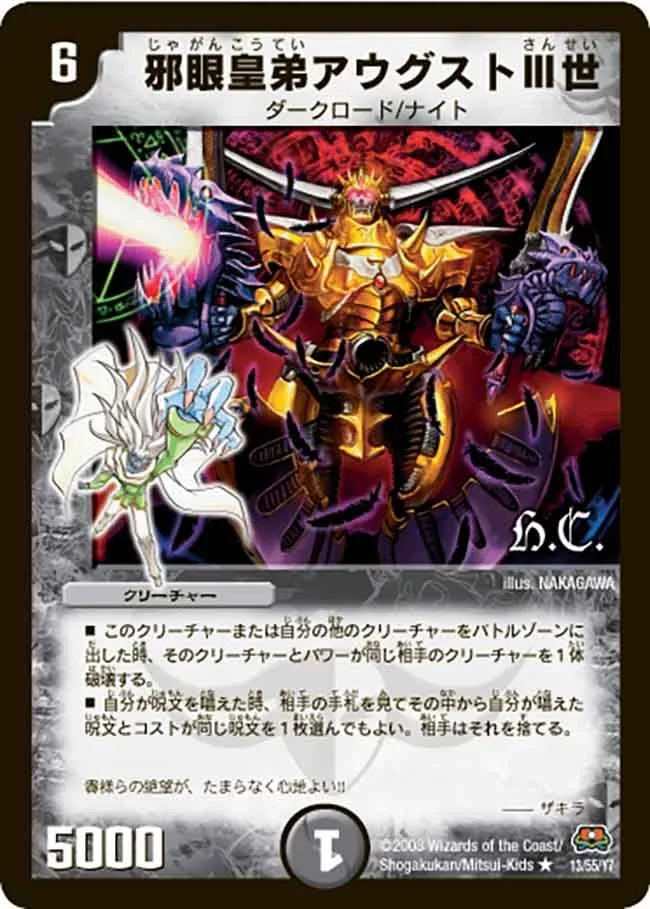 じゃがんこうてい さんせい
6 邪眼皇弟アウグストⅢ世
ダークロード/ナイト
H.C.
illus. NAKAGAWA
クリーチャー
■ このクリーチャーまたは自分の他のクリーチャーをバトルゾーンに
出した時、そのクリーチャーとパワーが同じ相手のクリーチャーを1体
破壊する。
■ 自分が呪文を唱えた時、相手の手札を見てその中から自分が唱えた
呪文とコストが同じ呪文を1枚選んでもよい。相手はそれを捨てる。
貴様らの絶望が、たまらなく心地よい!!
—— ザキラ
5000
1
©2008 Wizards of the Coast/
Shogakukan/Mitsui-Kids ★ 13/55/Y7